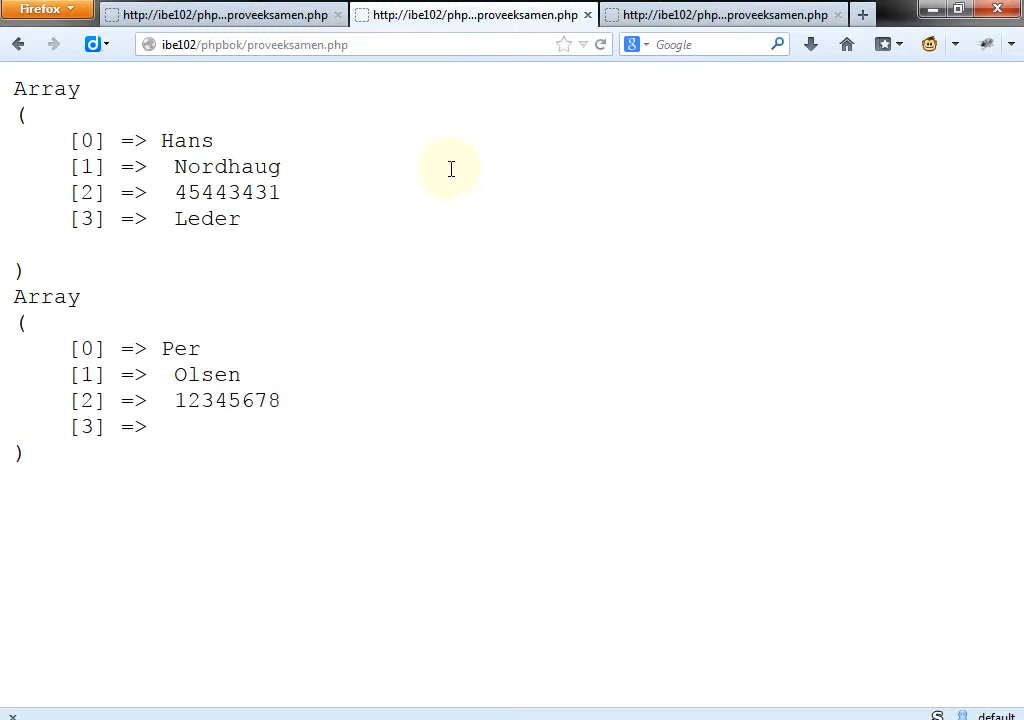 Firefox
http://ibe102/php...proveeksamen.php
http://ibe102/php...proveeksamen.php
http://ibe102/php...proveeksamen.php
ibe102/phpbok/proveeksamen.php
Google
Array
(
[0] => Hans
[1] => Nordhaug
[2] => 45443431
[3] => Leder
)
Array
(
[0] => Per
[1] => Olsen
[2] => 12345678
[3] =>
)
default